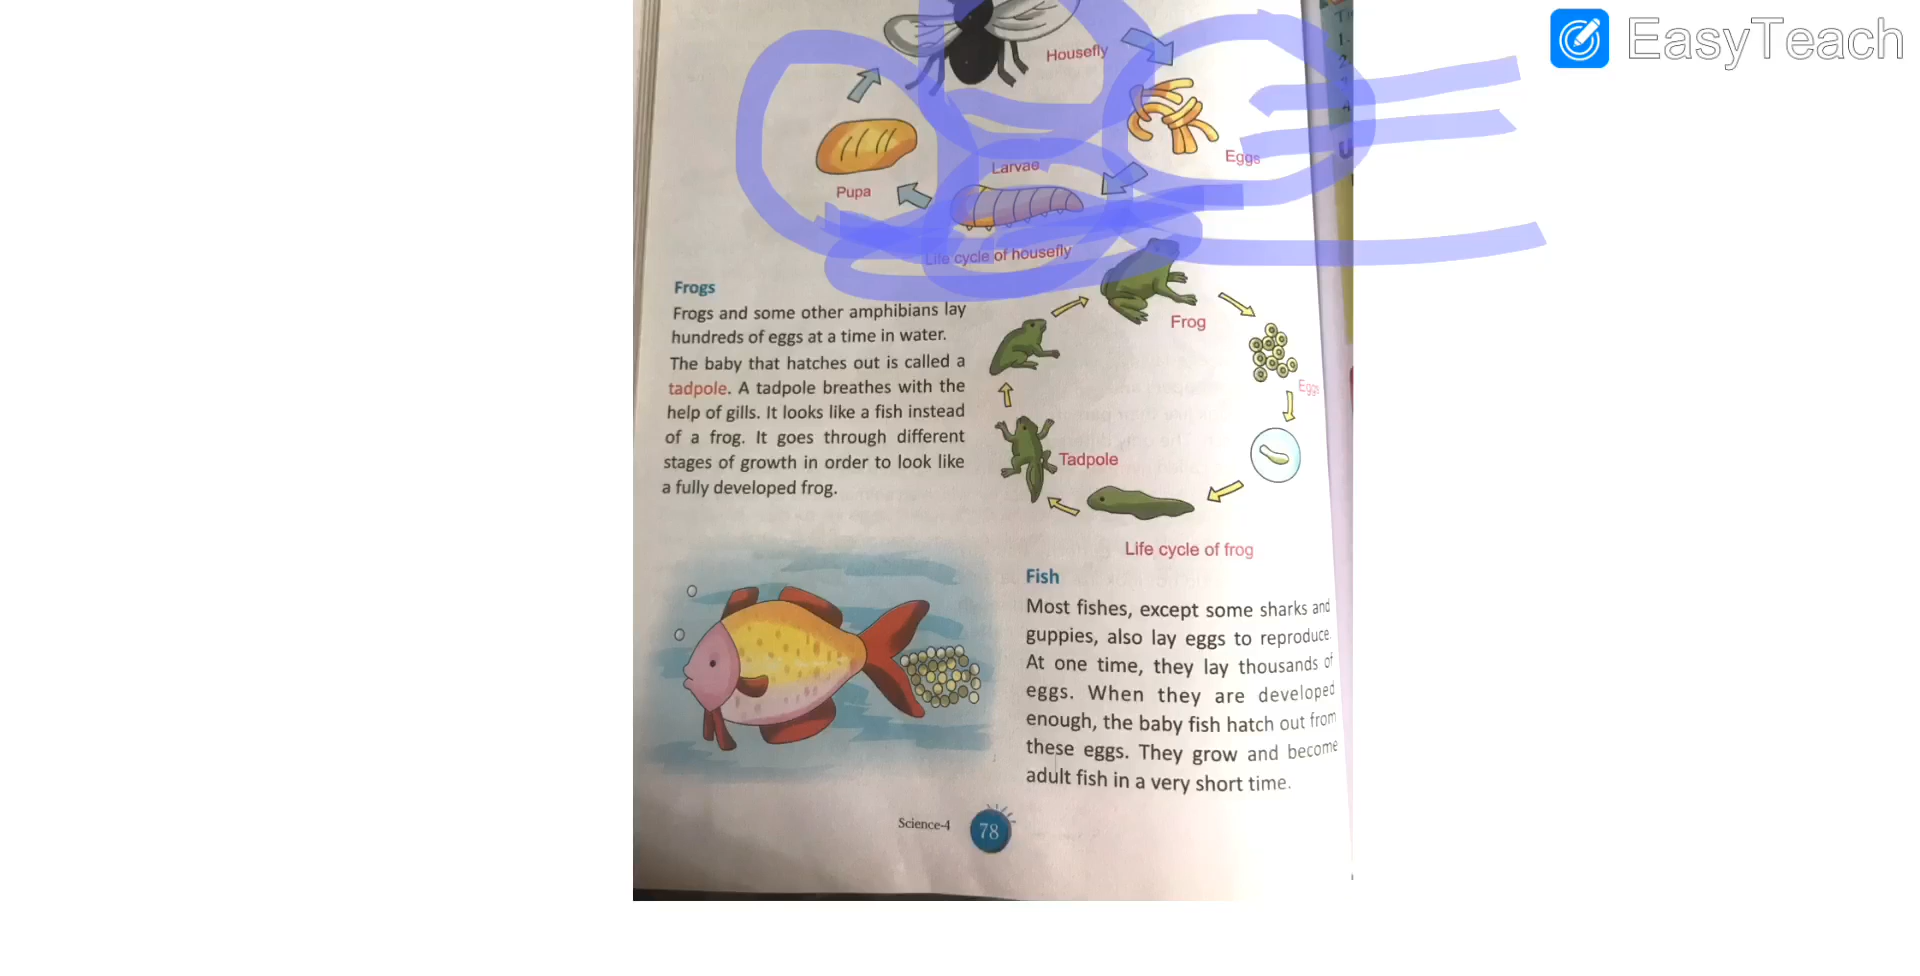 EasyTeach
Housefly
Eggs
Larvae
Pupa
Life cycle of housefly
Frogs
Frogs and some other amphibians lay
hundreds of eggs at a time in water.
The baby that hatches out is called a
tadpole. A tadpole breathes with the
help of gills. It looks like a fish instead
of a frog. It goes through different
stages of growth in order to look like
a fully developed frog.
Frog
Eggs
Tadpole
Life cycle of frog
Fish
Most fishes, except some sharks and
guppies, also lay eggs to reproduce.
At one time, they lay thousands of
eggs. When they are developed
enough, the baby fish hatch out from
these eggs. They grow and become
adult fish in a very short time.
Science-4
78